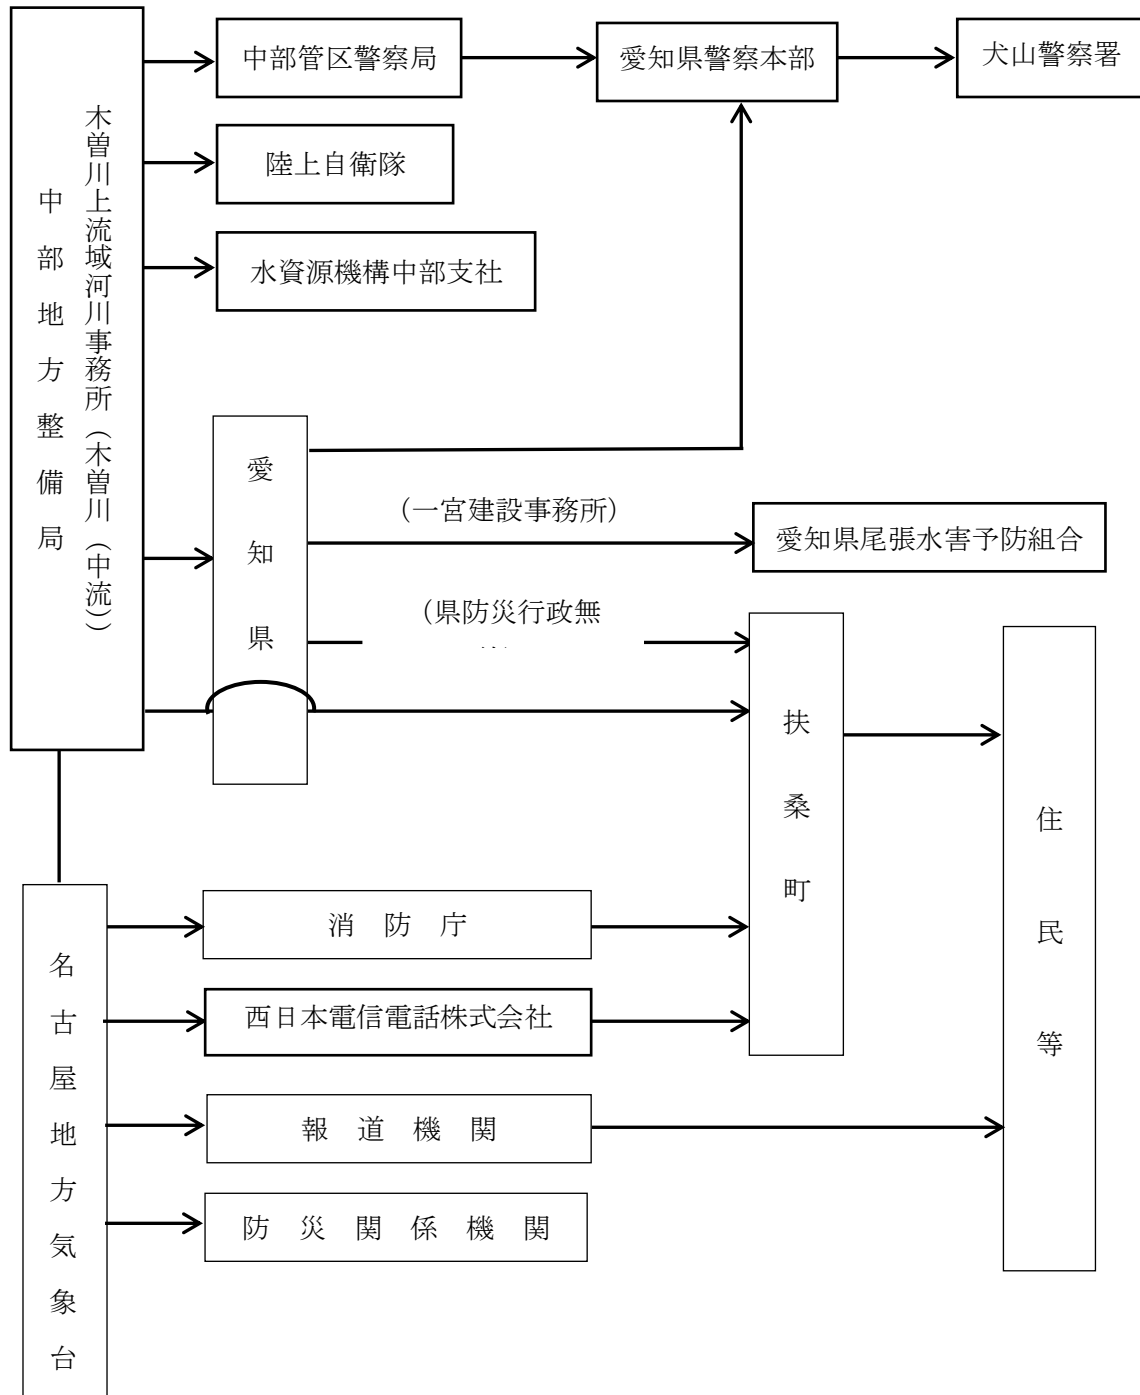 中部管区警察局
愛知県警察本部
犬山警察署
木曽川上流域河川事務所（木曽川（中流））
中部地方整備局
陸上自衛隊
水資源機構中部支社
愛知県
（一宮建設事務所）
愛知県尾張水害予防組合
（県防災行政無
扶桑町
住民等
名古屋地方気象台
消　防　庁
西日本電信電話株式会社
報　道　機　関
防　災　関　係　機　関